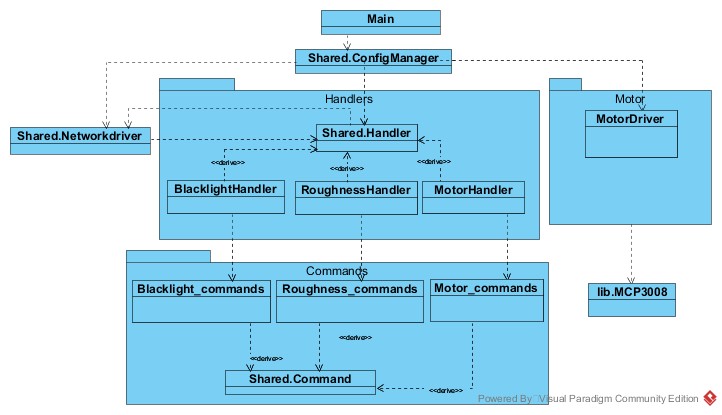 Main
Shared.ConfigManager
Handlers
Motor
Shared.Handler
MotorDriver
Shared.Networkdriver
<<derive>>
<<derive>>
<<derive>>
BlacklightHandler
RoughnessHandler
MotorHandler
Commands
Blacklight_commands
Roughness_commands
Motor_commands
lib.MCP3008
<<derive>>
<<derive>>
Shared.Command
<<derive>>
Powered By Visual Paradigm Community Edition